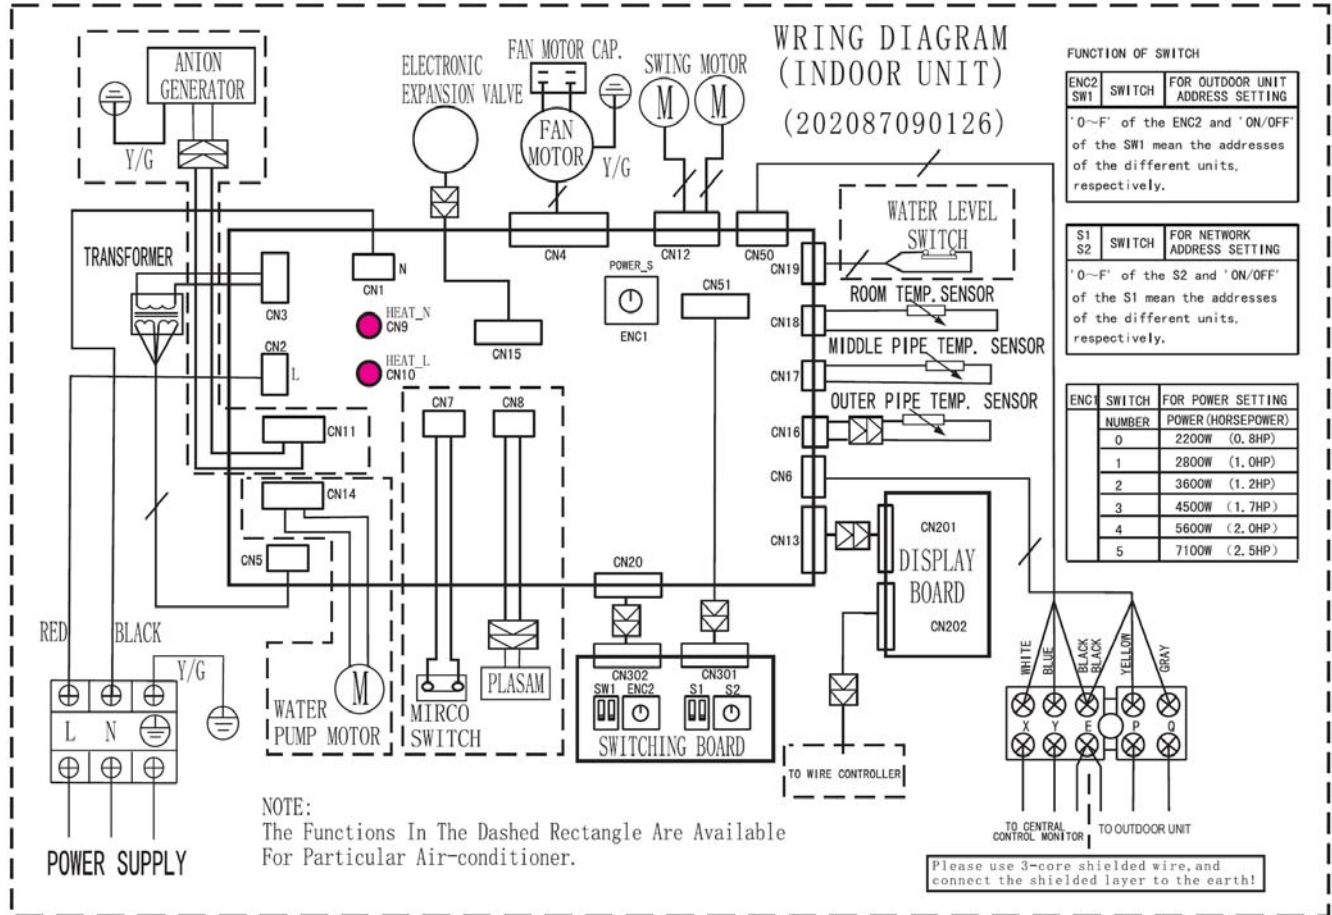 WRING DIAGRAM
(INDOOR UNIT)
(202087090126)
ANION
GENERATOR
Y/G
ELECTRONIC
EXPANSION VALVE
FAN MOTOR CAP.
FAN
MOTOR
Y/G
SWING MOTOR
M
M
TRANSFORMER
CN3
CN2
L
CN1
N
HEAT_N
CN9
HEAT_L
CN10
CN15
CN4
CN12
CN50
POWER_S
ENC1
CN51
CN19
WATER LEVEL
SWITCH
CN18
ROOM TEMP. SENSOR
CN17
MIDDLE PIPE TEMP. SENSOR
CN16
OUTER PIPE TEMP. SENSOR
CN6
CN13
CN11
CN14
CN5
CN7
CN8
CN20
CN201
DISPLAY
BOARD
CN202
RED
BLACK
Y/G
L
N
POWER SUPPLY
WATER
PUMP MOTOR
M
MIRCO
SWITCH
PLASAM
CN302
CN301
SW1
ENC2
S1
S2
SWITCHING BOARD
TO WIRE CONTROLLER
WHITE
BLUE
BLACK
BLACK
YELLOW
GRAY
X
Y
E
P
Q
TO CENTRAL
CONTROL MONITOR
TO OUTDOOR UNIT
Please use 3-core shielded wire,and
connect the shielded layer to the earth!
NOTE:
The Functions In The Dashed Rectangle Are Available
For Particular Air-conditioner.
FUNCTION OF SWITCH
ENC2
SW1
SWITCH
FOR OUTDOOR UNIT
ADDRESS SETTING
'0~F' of the ENC2 and 'ON/OFF'
of the SW1 mean the addresses
of the different units,
respectively.
S1
S2
SWITCH
FOR NETWORK
ADDRESS SETTING
'0~F' of the S2 and 'ON/OFF'
of the S1 mean the addresses
of the different units,
respectively.
ENC1 SWITCH FOR POWER SETTING
NUMBER POWER(HORSEPOWER)
0 2200W (0.8HP)
1 2800W (1.0HP)
2 3600W (1.2HP)
3 4500W (1.7HP)
4 5600W (2.0HP)
5 7100W (2.5HP)